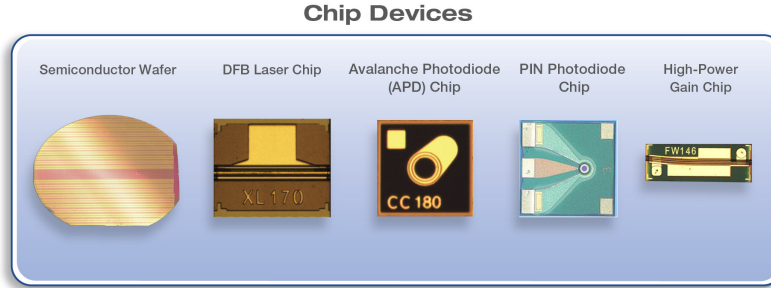 Chip Devices
Semiconductor Wafer
DFB Laser Chip
Avalanche Photodiode
(APD) Chip
PIN Photodiode
Chip
High-Power
Gain Chip
XL 170
CC 180
FW146